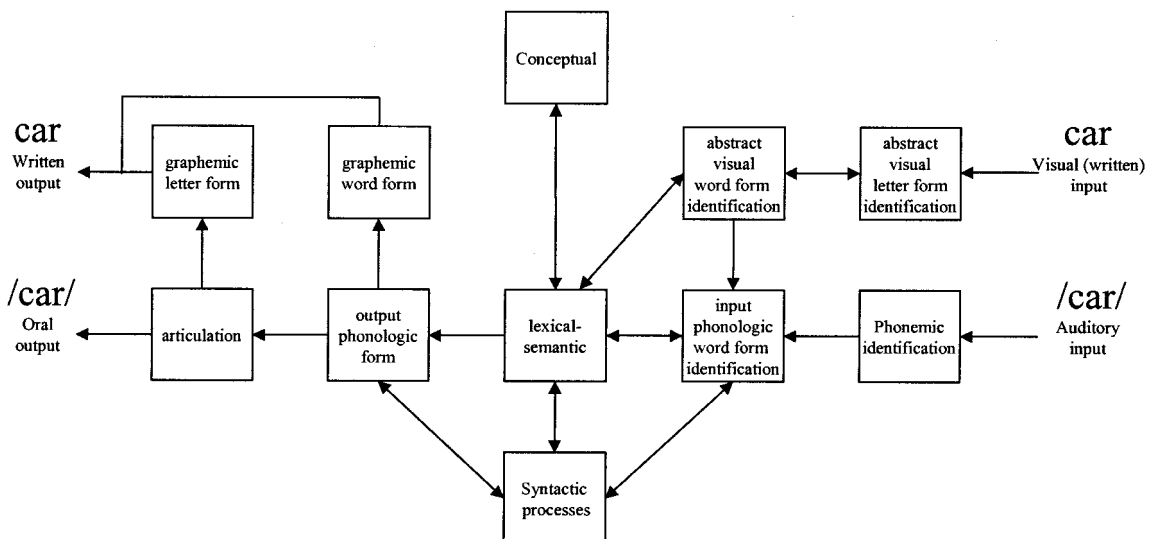 Conceptual
car
Written
output
graphemic
letter form
graphemic
word form
abstract
visual
word form
identification
abstract
visual
letter form
identification
car
Visual (written)
input
/car/
Oral
output
articulation
output
phonologic
form
lexical-
semantic
input
phonologic
word form
identification
Phonemic
identification
/car/
Auditory
input
Syntactic
processes